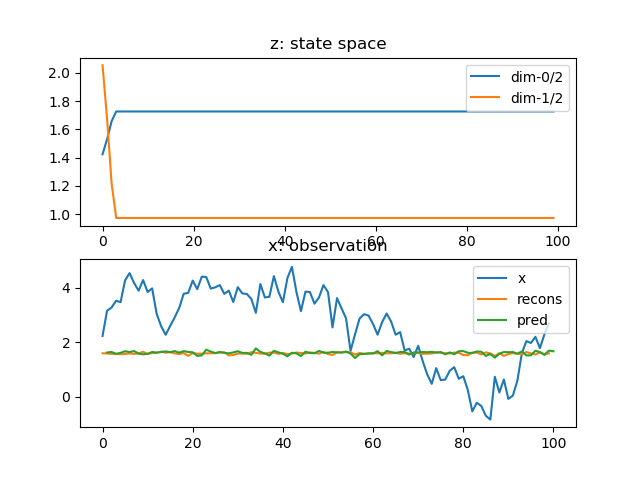 z: state space
2.0
1.8
1.6
1.4
1.2
1.0
dim-0/2
dim-1/2
0 20 40 60 80 100
x: observation
4
2
0
x
recons
pred
0 20 40 60 80 100